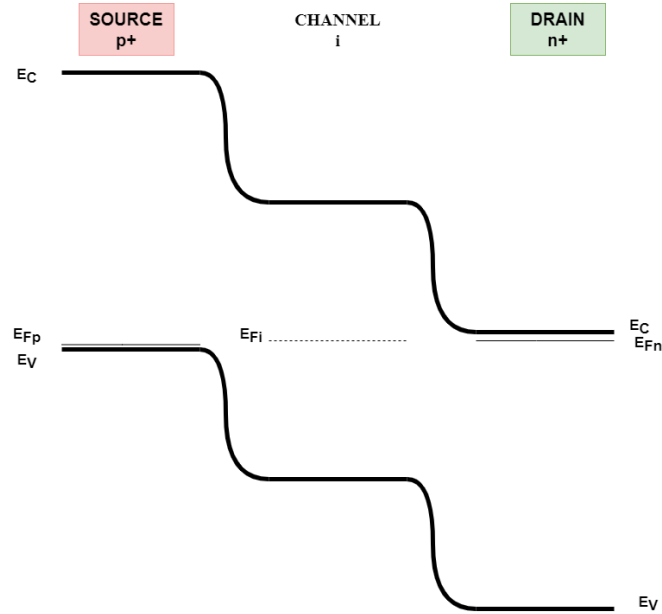 SOURCE
p+
CHANNEL
i
DRAIN
n+
EC
EFp
EV
EFi
EC
EFn
EV